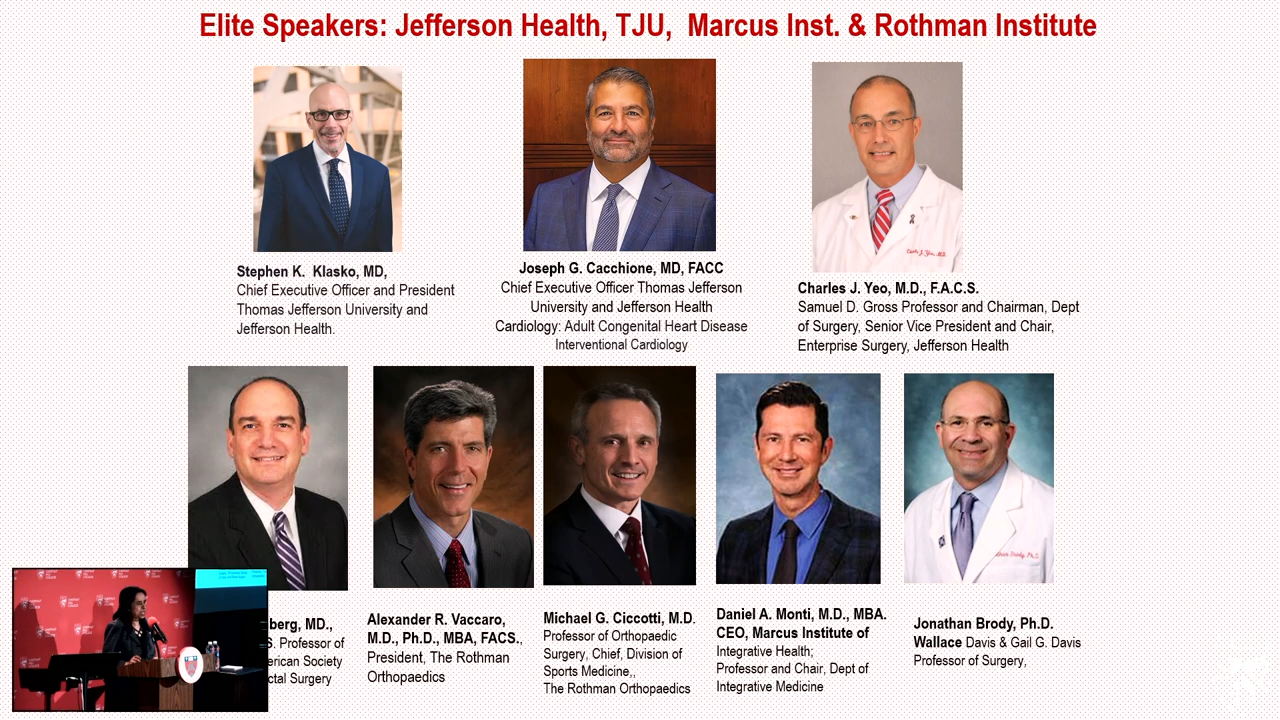 Elite Speakers: Jefferson Health, TJU, Marcus Inst. & Rothman Institute
Stephen K. Klasko, MD,
Chief Executive Officer and President
Thomas Jefferson University and
Jefferson Health.
Joseph G. Cacchione, MD, FACC
Chief Executive Officer Thomas Jefferson
University and Jefferson Health
Cardiology: Adult Congenital Heart Disease
Interventional Cardiology
Charles J. Yeo, M.D., F.A.C.S.
Samuel D. Gross Professor and Chairman, Dept
of Surgery, Senior Vice President and Chair,
Enterprise Surgery, Jefferson Health
berg, MD.,
S. Professor of
erican Society
ctal Surgery
Alexander R. Vaccaro,
M.D., Ph.D., MBA, FACS.,
President, The Rothman
Orthopaedics
Michael G. Ciccotti, M.D.
Professor of Orthopaedic
Surgery, Chief, Division of
Sports Medicine,,
The Rothman Orthopaedics
Daniel A. Monti, M.D., MBA.
CEO, Marcus Institute of
Integrative Health;
Professor and Chair, Dept of
Integrative Medicine
Jonathan Brody, Ph.D.
Wallace Davis & Gail G. Davis
Professor of Surgery,